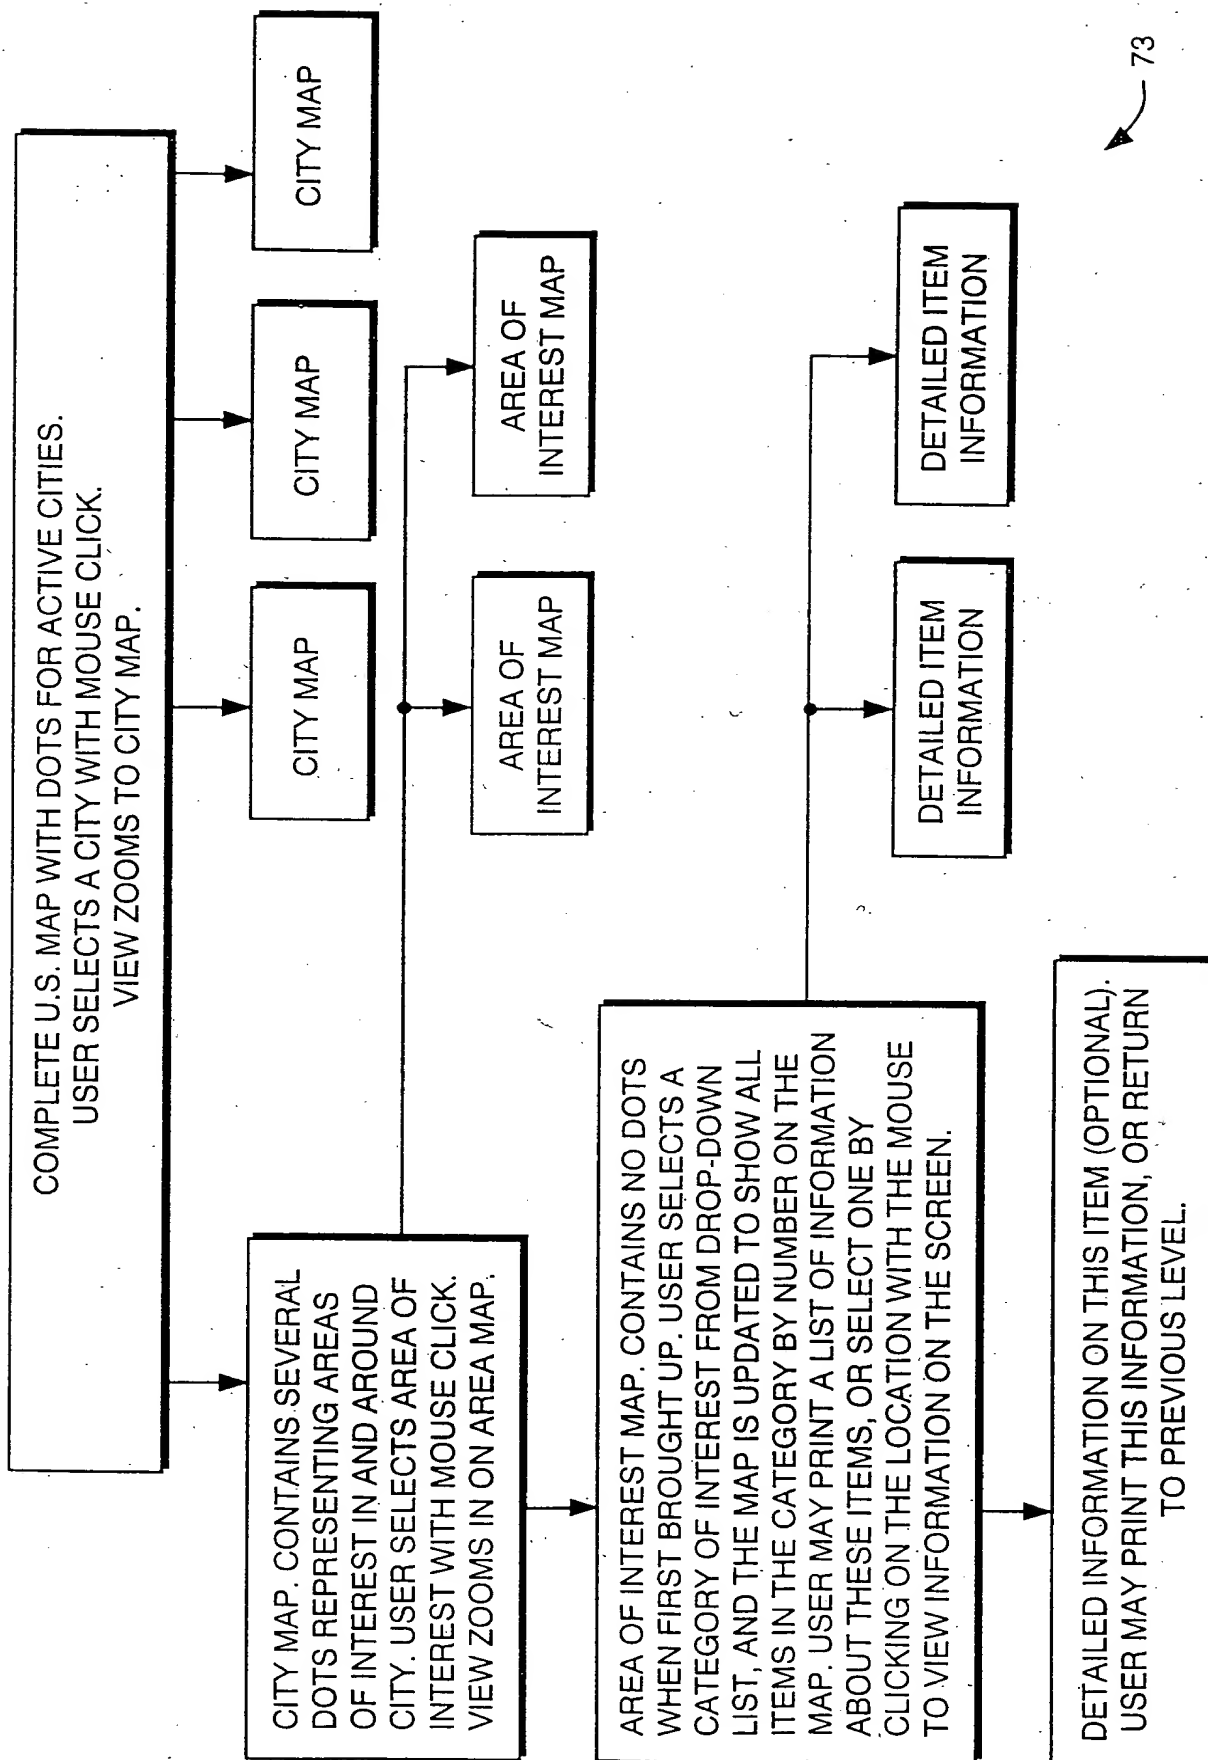 COMPLETE U.S. MAP WITH DOTS FOR ACTIVE CITIES.
USER SELECTS A CITY WITH MOUSE CLICK.
VIEW ZOOMS TO CITY MAP.
CITY MAP. CONTAINS SEVERAL
DOTS REPRESENTING AREAS
OF INTEREST IN AND AROUND
CITY. USER SELECTS AREA OF
INTEREST WITH MOUSE CLICK.
VIEW ZOOMS IN ON AREA MAP.
CITY MAP
CITY MAP
CITY MAP
AREA OF
INTEREST MAP
AREA OF
INTEREST MAP
AREA OF INTEREST MAP. CONTAINS NO DOTS
WHEN FIRST BROUGHT UP. USER SELECTS A
CATEGORY OF INTEREST FROM DROP-DOWN
LIST, AND THE MAP IS UPDATED TO SHOW ALL
ITEMS IN THE CATEGORY BY NUMBER ON THE
MAP. USER MAY PRINT A LIST OF INFORMATION
ABOUT THESE ITEMS, OR SELECT ONE BY
CLICKING ON THE LOCATION WITH THE MOUSE
TO VIEW INFORMATION ON THE SCREEN.
DETAILED ITEM
INFORMATION
DETAILED ITEM
INFORMATION
DETAILED INFORMATION ON THIS ITEM (OPTIONAL).
USER MAY PRINT THIS INFORMATION, OR RETURN
TO PREVIOUS LEVEL.
73